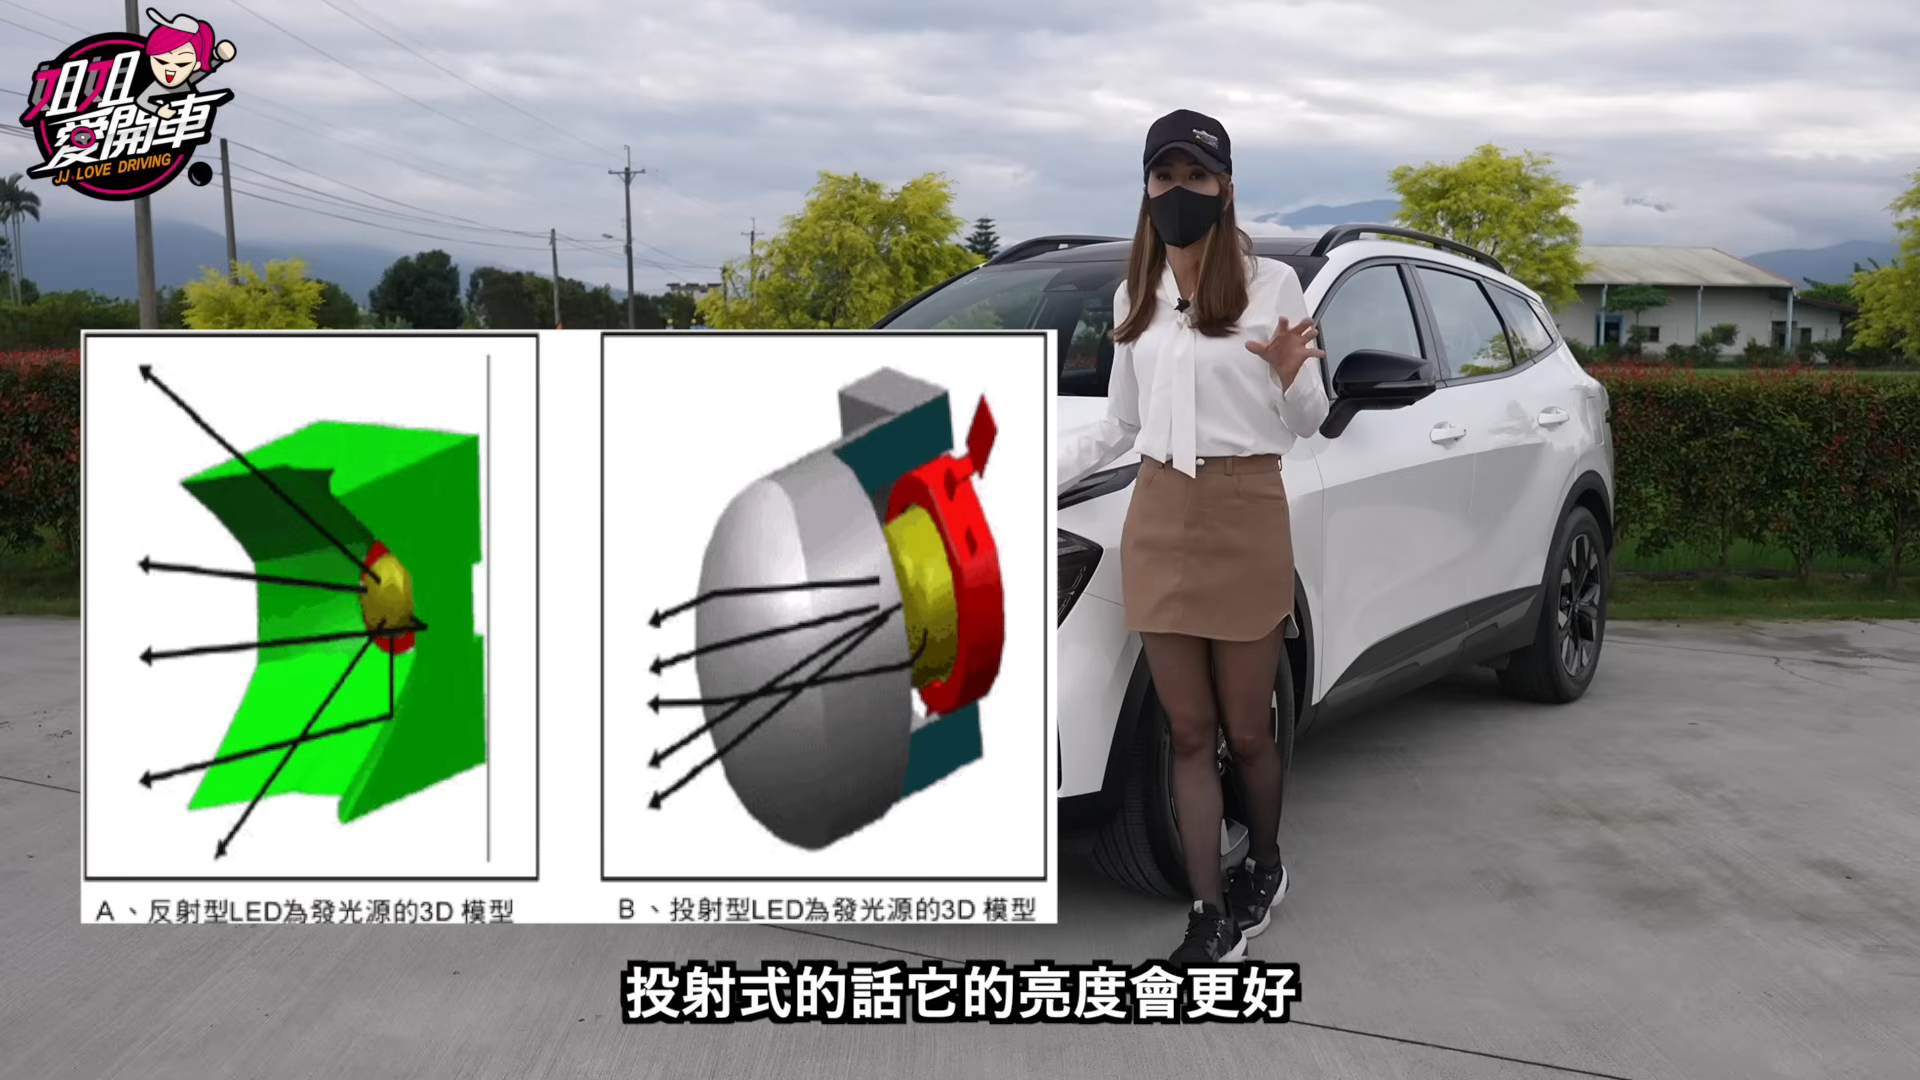 姐姐
愛開車
JJ LOVE DRIVING
A、反射型LED為發光源的3D 模型
B、投射型LED為發光源的3D 模型
投射式的話它的亮度會更好